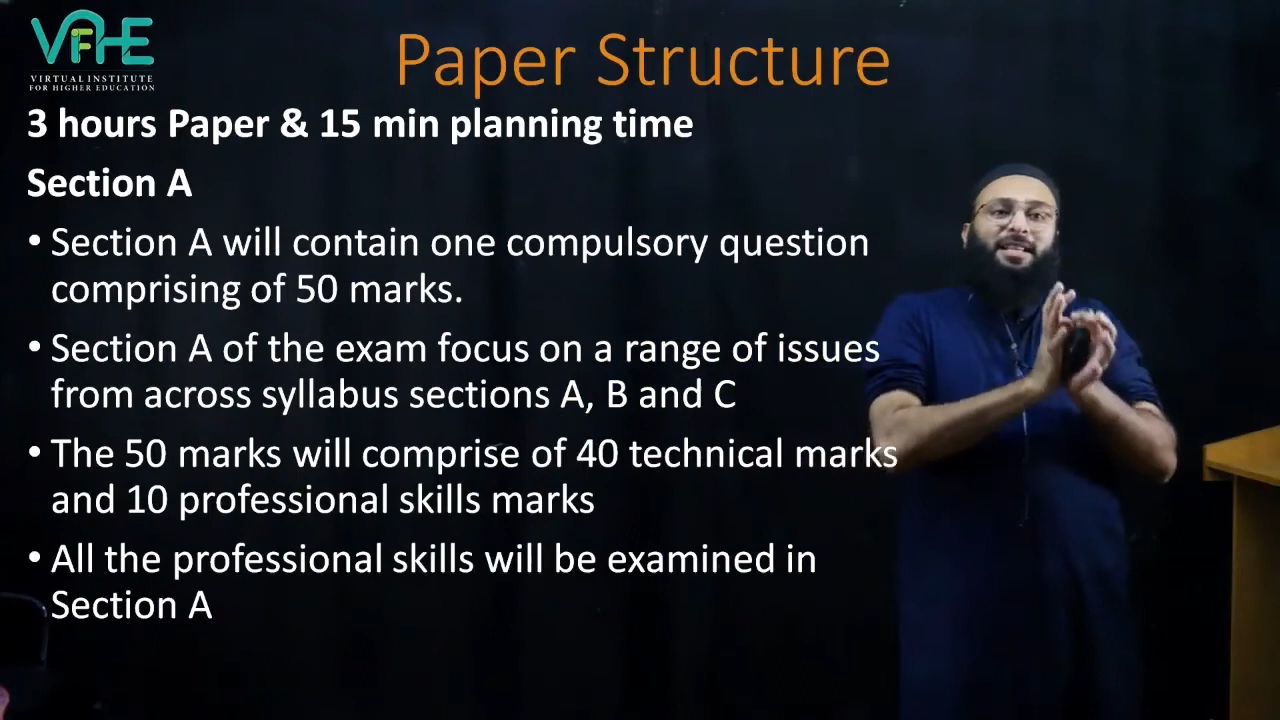 VIFHE
VIRTUAL INSTITUTE
FOR HIGHER EDUCATION
Paper Structure
3 hours Paper & 15 min planning time
Section A
• Section A will contain one compulsory question
comprising of 50 marks.
• Section A of the exam focus on a range of issues
from across syllabus sections A, B and C
• The 50 marks will comprise of 40 technical marks
and 10 professional skills marks
• All the professional skills will be examined in
Section A